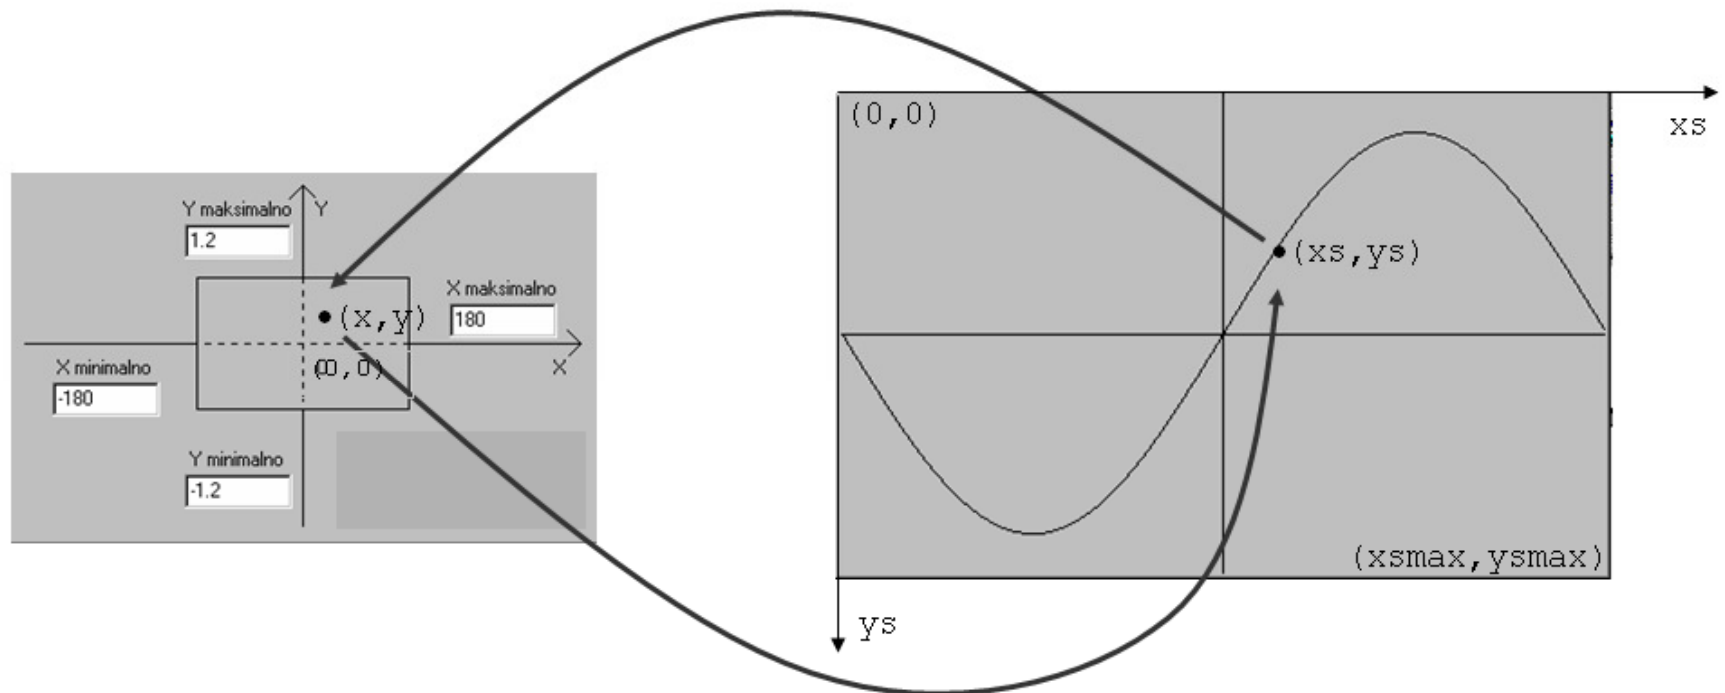 Y maksimalno
Y
1.2
X maksimalno
180
(x,y)
(0,0)
X
X minimalno
-180
Y minimalno
-1.2
(0,0)
xs
(xs,ys)
(xsmax,ysmax)
ys